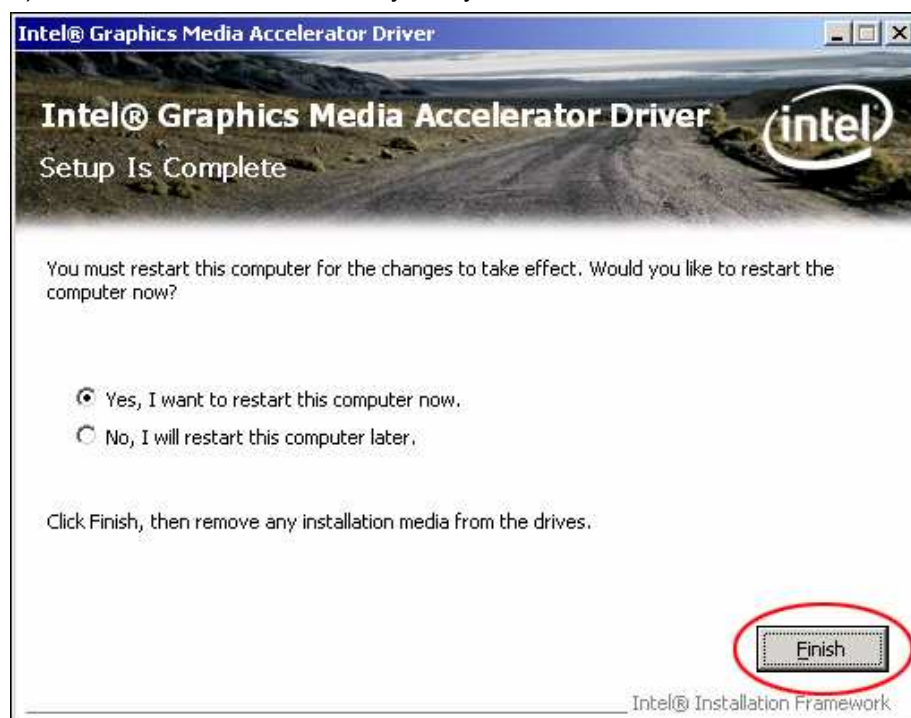 Intel® Graphics Media Accelerator Driver
Intel® Graphics Media Accelerator Driver
intel
Setup Is Complete
You must restart this computer for the changes to take effect. Would you like to restart the
computer now?
Yes, I want to restart this computer now.
No, I will restart this computer later.
Click Finish, then remove any installation media from the drives.
Finish
Intel® Installation Framework